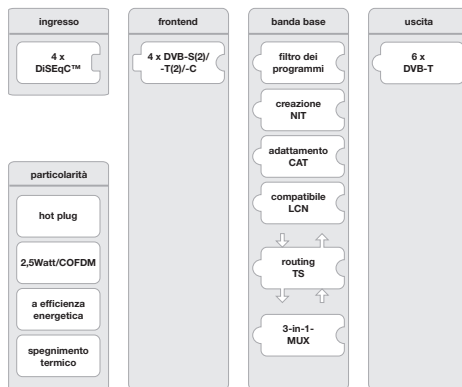 ingresso
4 x
DiSEqC™
particolarità
hot plug
2,5Watt/COFDM
a efficienza
energetica
spegnimento
termico
frontend
4 x DVB-S(2)/
-T(2)/-C
banda base
filtro dei
programmi
creazione
NIT
adattamento
CAT
compatibile
LCN
routing
TS
3-in-1-
MUX
uscita
6 x
DVB-T